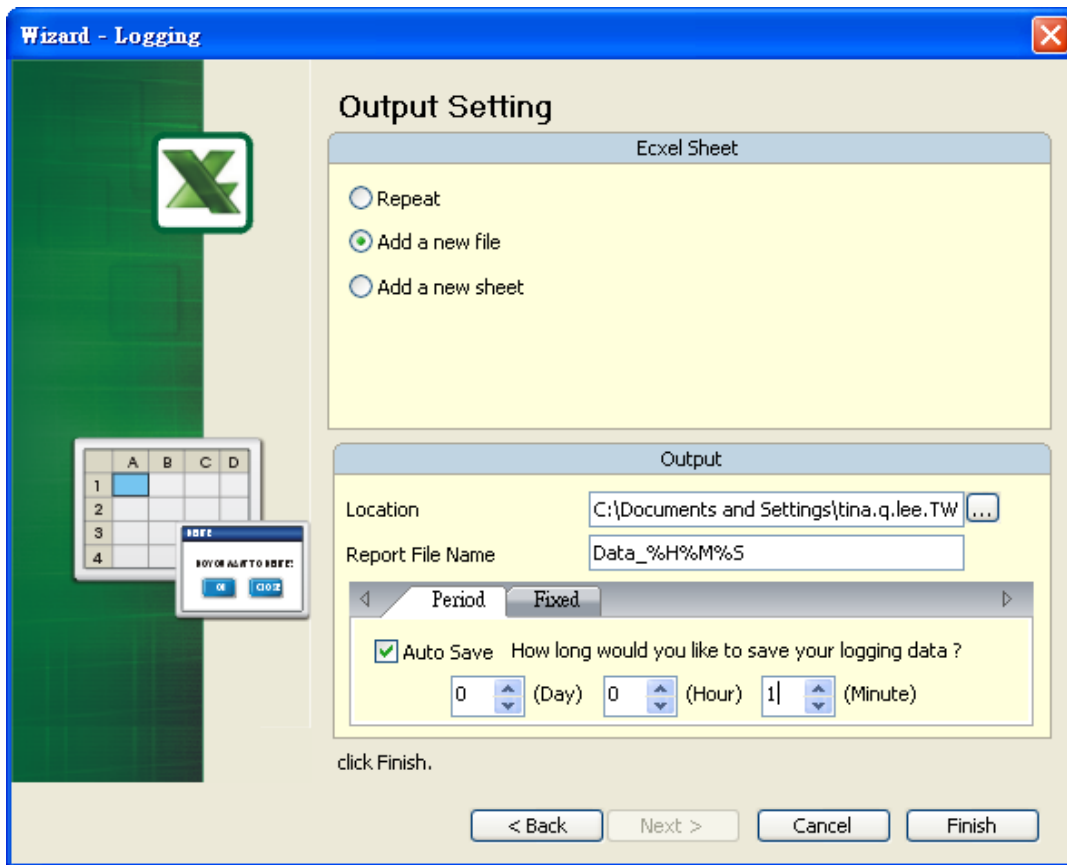 Wizard - Logging
Output Setting
Ecxel Sheet
Repeat
Add a new file
Add a new sheet
A B C D
1
2
3
4
OK CLOSE
Output
Location C:\Documents and Settings\tina.q.lee.TW ...
Report File Name Data_%H%M%S
Period Fixed
Auto Save How long would you like to save your logging data ?
0 (Day) 0 (Hour) 1 (Minute)
click Finish.
< Back Next > Cancel Finish